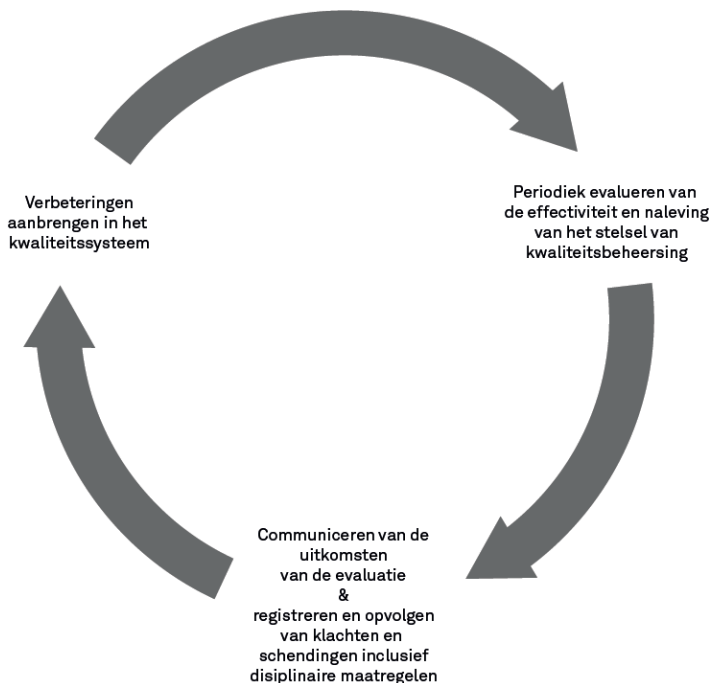 Verbeteringen
aanbrengen in het
kwaliteitssysteem
Periodiek evalueren van
de effectiviteit en naleving
van het stelsel van
kwaliteitsbeheersing
Communiceren van de
uitkomsten
van de evaluatie
&
registreren en opvolgen
van klachten en
schendingen inclusief
disiplinaire maatregelen